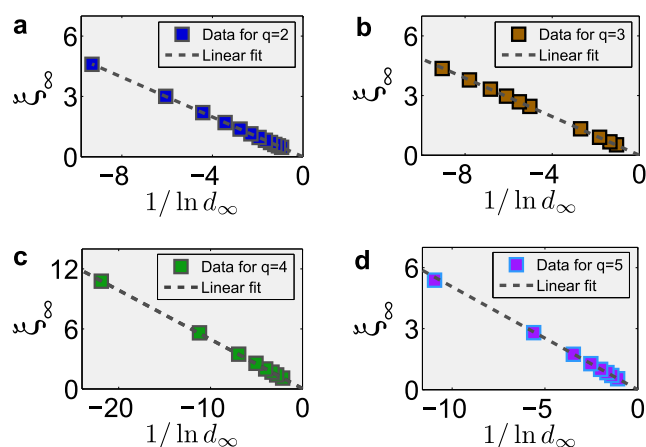 a
6
3
0
ξ∞
Data for q=2
Linear fit
−8 −4 0
1/ ln d∞
b
6
3
0
ξ∞
Data for q=3
Linear fit
−8 −4 0
1/ ln d∞
c
12
6
0
ξ∞
Data for q=4
Linear fit
−20 −10 0
1/ ln d∞
d
6
3
0
ξ∞
Data for q=5
Linear fit
−10 −5 0
1/ ln d∞